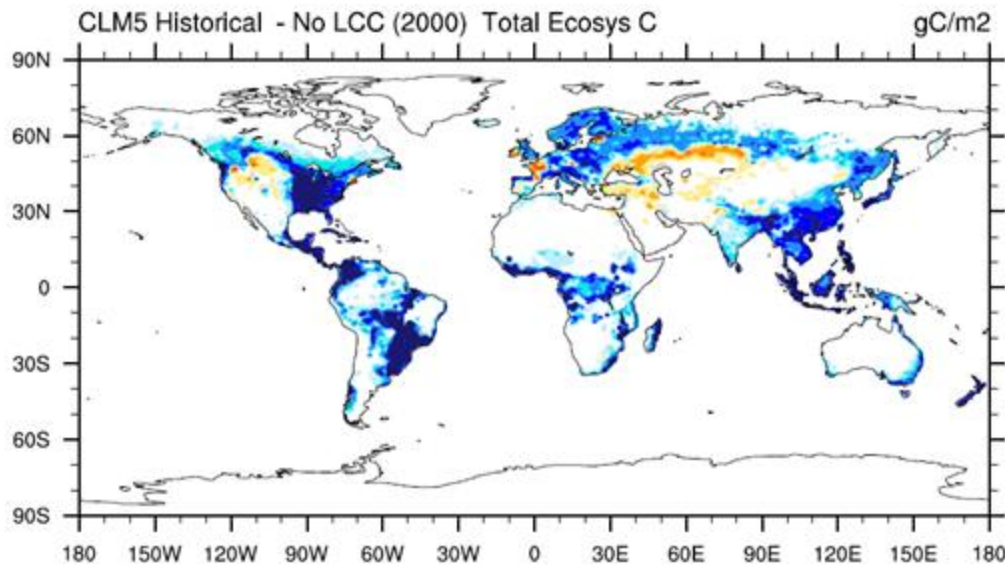 CLM5 Historical - No LCC (2000) Total Ecosys C gC/m2
90N
60N
30N
0
30S
60S
90S
180 150W 120W 90W 60W 30W 0 30E 60E 90E 120E 150E 180